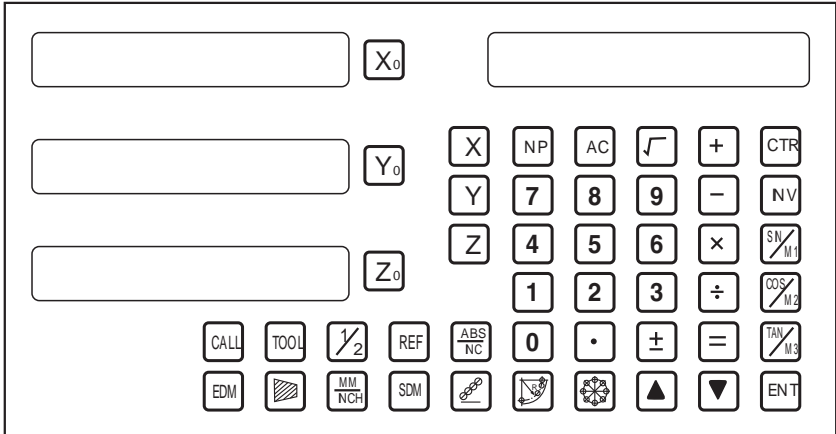 X0
X NP AC √ + CTR
Y0
Y 7 8 9 − INV
Z 4 5 6 × SIN/M1
Z0
1 2 3 ÷ COS/M2
CALL TOOL 1/2 REF ABS/INC 0 . ± = TAN/M3
EDM MM/INCH SDM R ▲ ▼ ENT